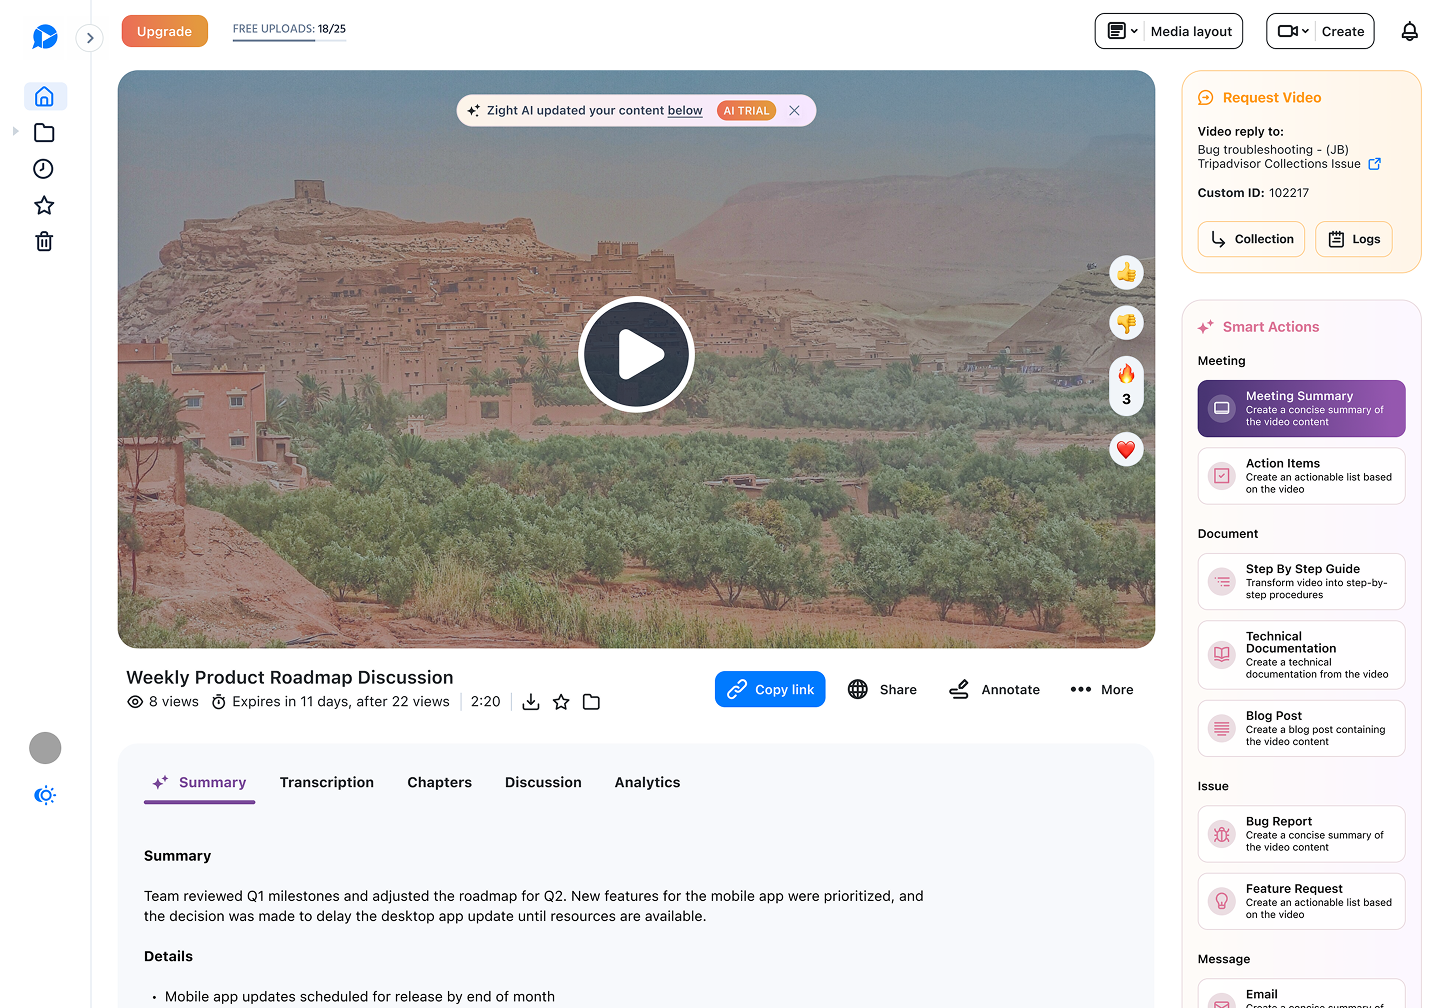 Upgrade
FREE UPLOADS: 18/25
Media layout
Create
Zight AI updated your content below
AI TRIAL
3
Weekly Product Roadmap Discussion
8 views
Expires in 11 days, after 22 views
2:20
Copy link
Share
Annotate
More
Summary
Transcription
Chapters
Discussion
Analytics
Summary
Team reviewed Q1 milestones and adjusted the roadmap for Q2. New features for the mobile app were prioritized, and
the decision was made to delay the desktop app update until resources are available.
Details
• Mobile app updates scheduled for release by end of month
Request Video
Video reply to:
Bug troubleshooting - (JB)
Tripadvisor Collections Issue
Custom ID: 102217
Collection
Logs
Smart Actions
Meeting
Meeting Summary
Create a concise summary of
the video content
Action Items
Create an actionable list based
on the video
Document
Step By Step Guide
Transform video into step-by-
step procedures
Technical
Documentation
Create a technical
documentation from the video
Blog Post
Create a blog post containing
the video content
Issue
Bug Report
Create a concise summary of
the video content
Feature Request
Create an actionable list based
on the video
Message
Email
Create a concise summary of